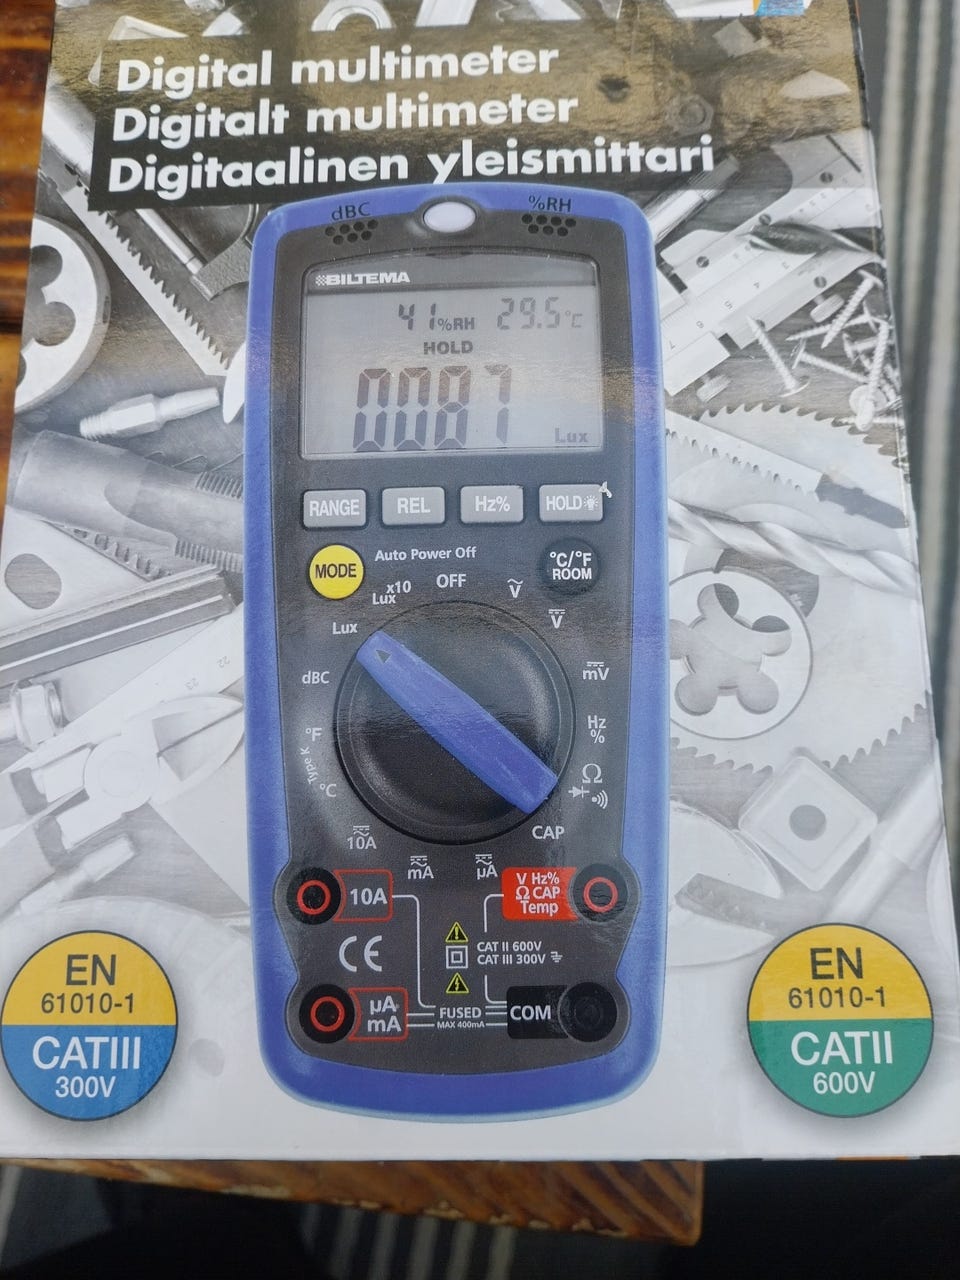 Digital multimeter
Digitalt multimeter
Digitaalinen yleismittari
dBC
%RH
BILTEMA
41%RH 29.5°C
HOLD
0087
Lux
RANGE REL Hz% HOLD
MODE
Auto Power Off
°C/°F
ROOM
OFF
x10
Lux
Lux
dBC
°F
Type K
°C
10A
mA
µA
CAP
Ω
Hz
%
mV
V
V
10A
V Hz%
Ω CAP
Temp
CE
CAT II 600V
CAT III 300V
µA
mA
FUSED
MAX 400mA
COM
EN
61010-1
CATIII
300V
EN
61010-1
CATII
600V